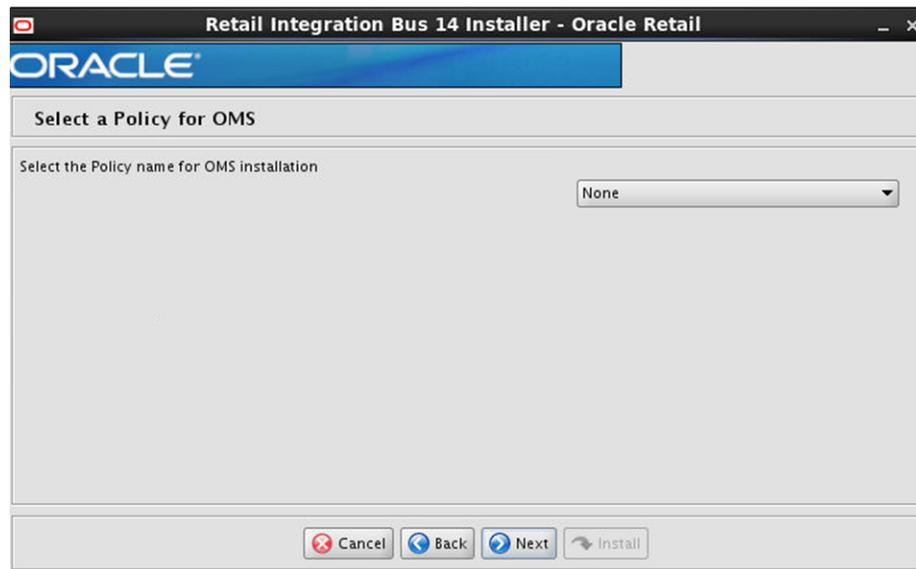 Retail Integration Bus 14 Installer - Oracle Retail
ORACLE®
Select a Policy for OMS
Select the Policy name for OMS installation
None
Cancel Back Next Install